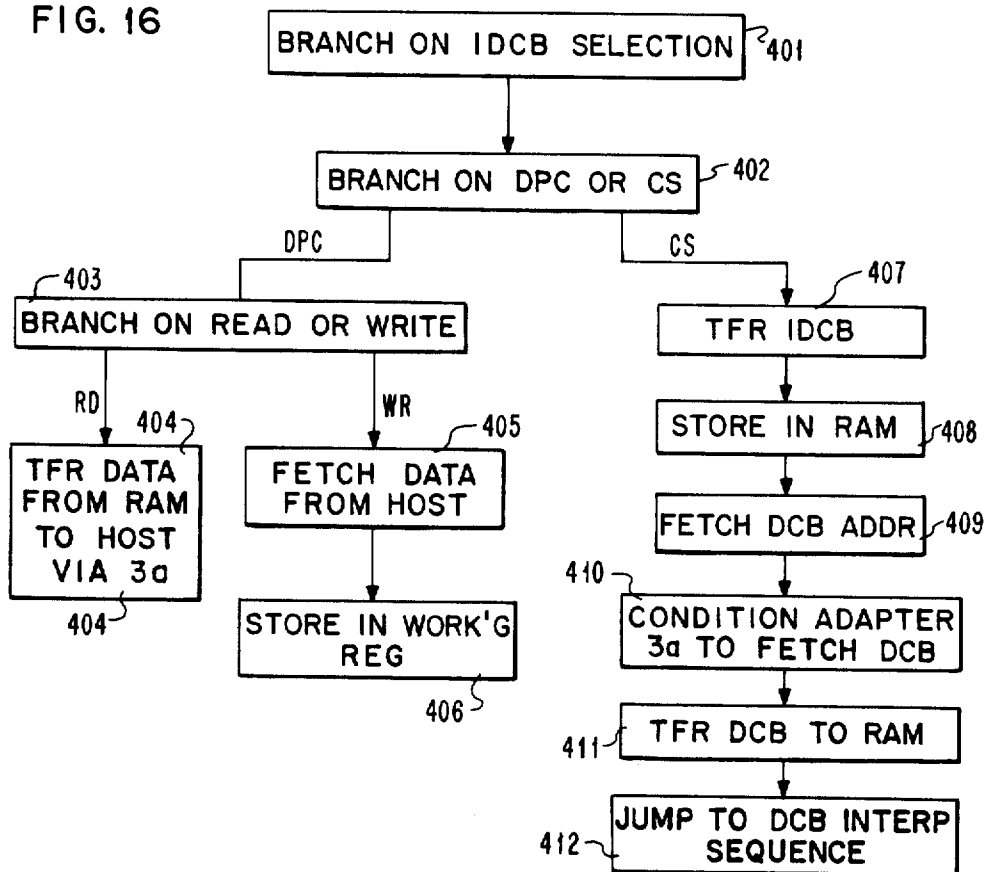 FIG. 16
BRANCH ON IDCB SELECTION
401
BRANCH ON DPC OR CS
402
DPC
CS
403
BRANCH ON READ OR WRITE
RD
WR
404
TFR DATA
FROM RAM
TO HOST
VIA 3a
404
405
FETCH DATA
FROM HOST
STORE IN WORK'G
REG
406
407
TFR IDCB
STORE IN RAM
408
FETCH DCB ADDR
409
410
CONDITION ADAPTER
3a TO FETCH DCB
TFR DCB TO RAM
411
JUMP TO DCB INTERP
SEQUENCE
412